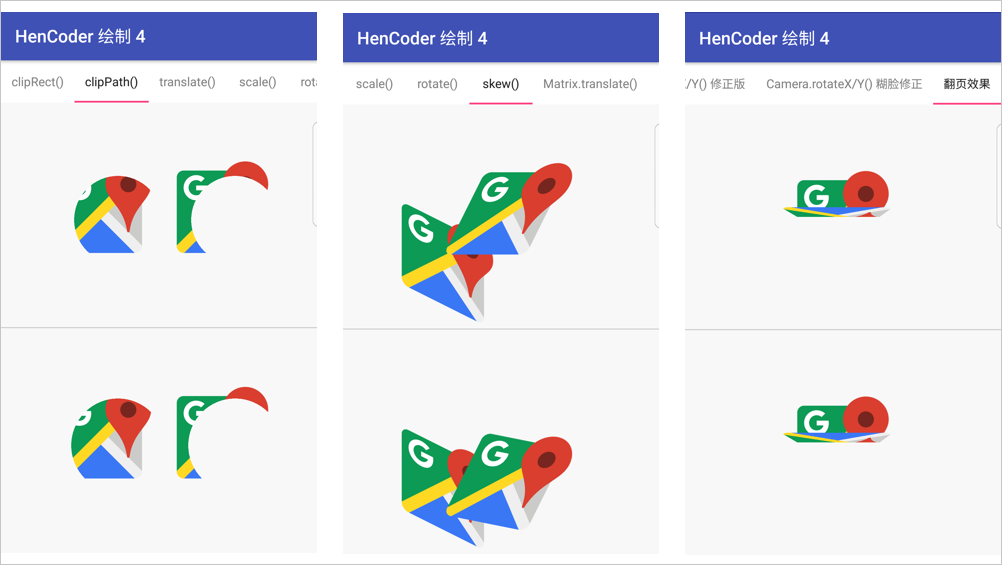 HenCoder 绘制 4
clipRect() clipPath() translate() scale() rota
HenCoder 绘制 4
scale() rotate() skew() Matrix.translate()
HenCoder 绘制 4
/Y() 修正版 Camera.rotateX/Y() 糊脸修正 翻页效果
G G
G G
G
G G
G G
G